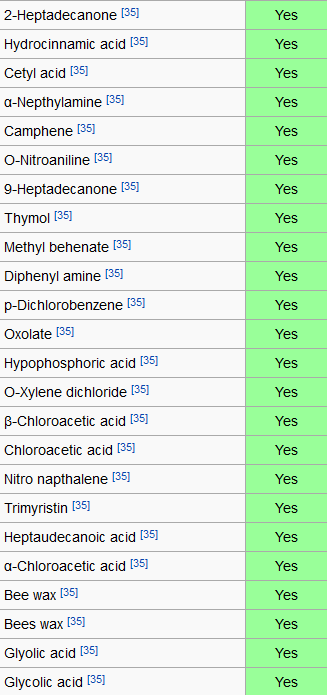 2-Heptadecanone [35] Yes
Hydrocinnamic acid [35] Yes
Cetyl acid [35] Yes
α-Nepthylamine [35] Yes
Camphene [35] Yes
O-Nitroaniline [35] Yes
9-Heptadecanone [35] Yes
Thymol [35] Yes
Methyl behenate [35] Yes
Diphenyl amine [35] Yes
p-Dichlorobenzene [35] Yes
Oxolate [35] Yes
Hypophosphoric acid [35] Yes
O-Xylene dichloride [35] Yes
β-Chloroacetic acid [35] Yes
Chloroacetic acid [35] Yes
Nitro napthalene [35] Yes
Trimyristin [35] Yes
Heptaudecanoic acid [35] Yes
α-Chloroacetic acid [35] Yes
Bee wax [35] Yes
Bees wax [35] Yes
Glyolic acid [35] Yes
Glycolic acid [35] Yes